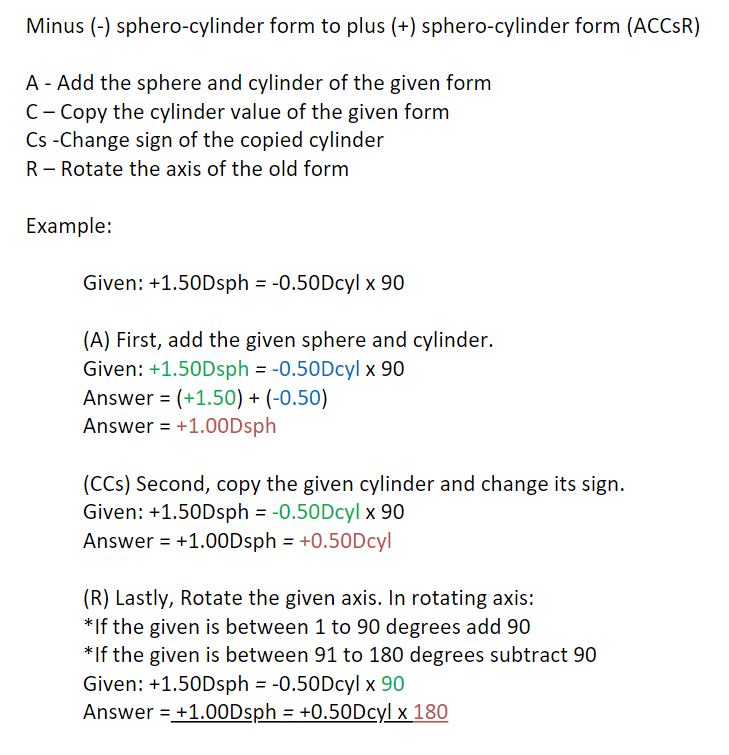 Minus (-) sphero-cylinder form to plus (+) sphero-cylinder form (ACCsR)
A - Add the sphere and cylinder of the given form
C – Copy the cylinder value of the given form
Cs -Change sign of the copied cylinder
R – Rotate the axis of the old form
Example:
Given: +1.50Dsph = -0.50Dcyl x 90
(A) First, add the given sphere and cylinder.
Given: +1.50Dsph = -0.50Dcyl x 90
Answer = (+1.50) + (-0.50)
Answer = +1.00Dsph
(CCs) Second, copy the given cylinder and change its sign.
Given: +1.50Dsph = -0.50Dcyl x 90
Answer = +1.00Dsph = +0.50Dcyl
(R) Lastly, Rotate the given axis. In rotating axis:
*If the given is between 1 to 90 degrees add 90
*If the given is between 91 to 180 degrees subtract 90
Given: +1.50Dsph = -0.50Dcyl x 90
Answer = +1.00Dsph = +0.50Dcyl x 180